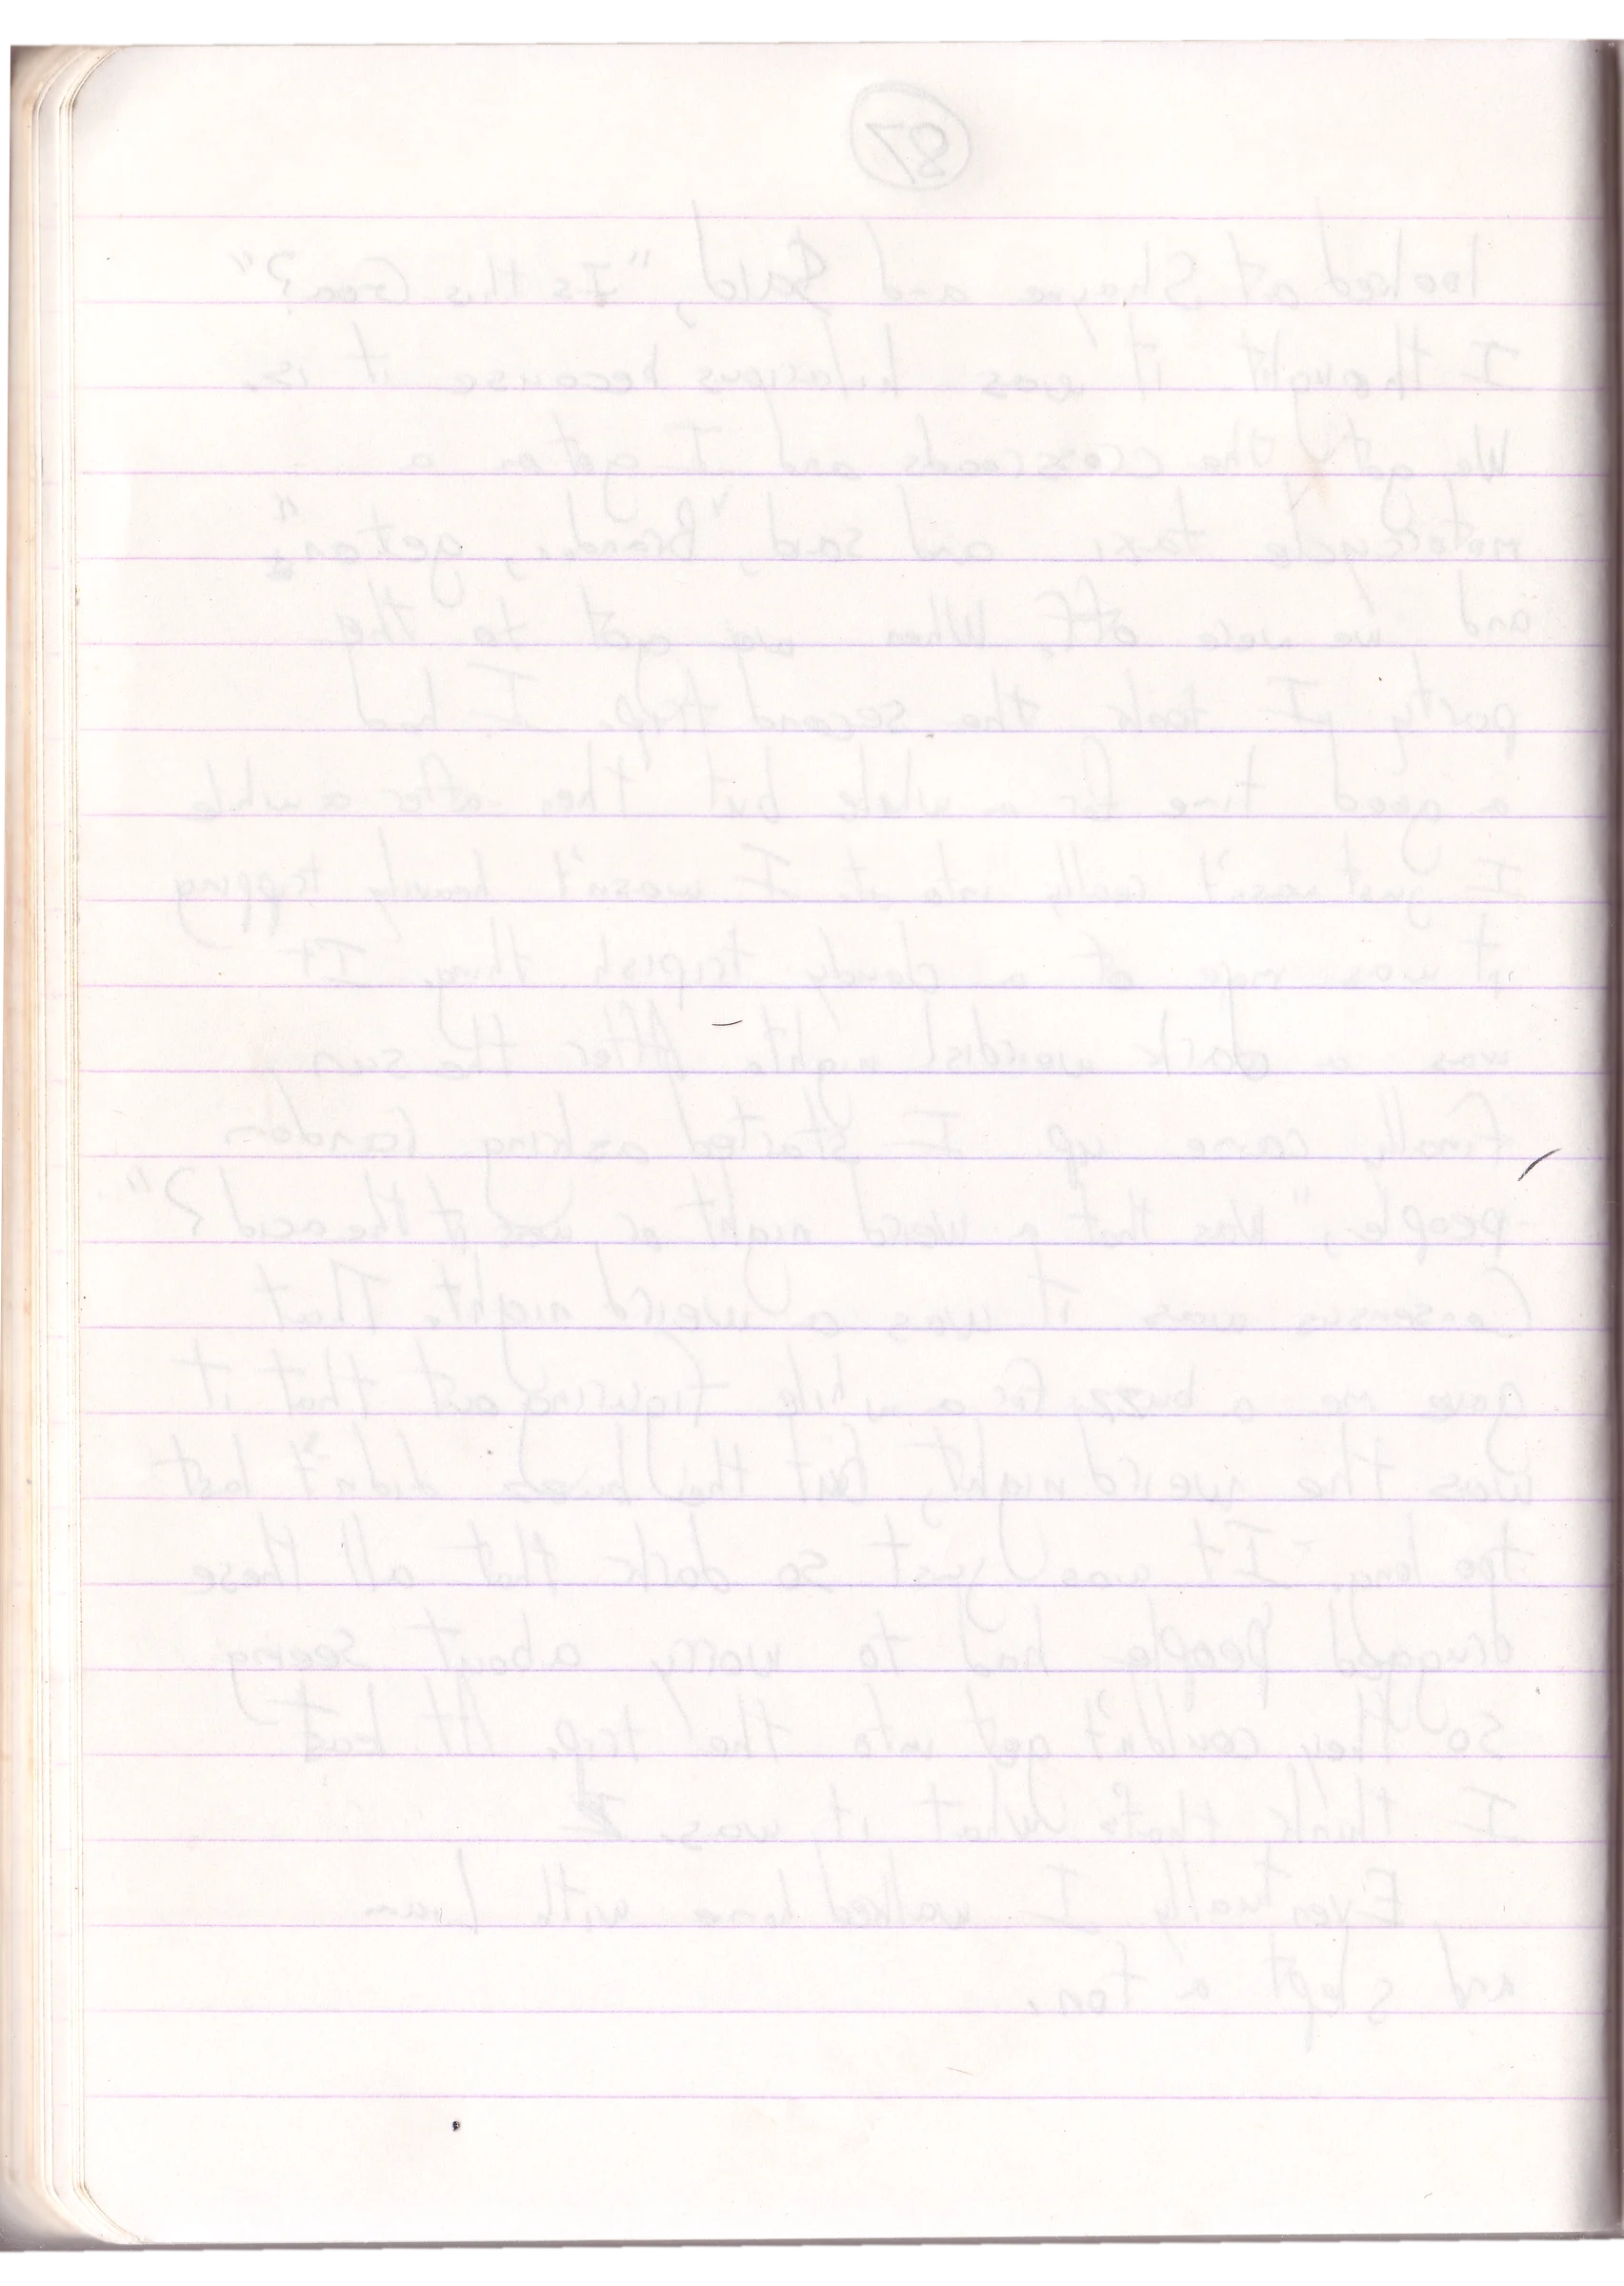 87
looked at Shayne and said, "Is this Goa?"
I thought it was hilarious because it is.
We got the crossroads and I got on a
motorcycle taxi and said, "Brandi, get on,"
and we were off. When we got to the
party I took the second trip. I had
a good time for a while but then after a while
I just wasn't really into it. I wasn't heavily tripping
it was more of a cloudy tripish thing. It
was a dark weirdish night. After the sun
finally came up I started asking random
people, "Was that a weird night or was it the acid?"
Consensus was it was a weird night. That
gave me a buzz for a while figuring out that it
was the weird night, but the buzz didn't last
too long. It was just so dark that all these
drugged people had to worry about seeing
so they couldn't get into the trip. At least
I think that's what it was.
Eventually I walked home with
and slept a ton.